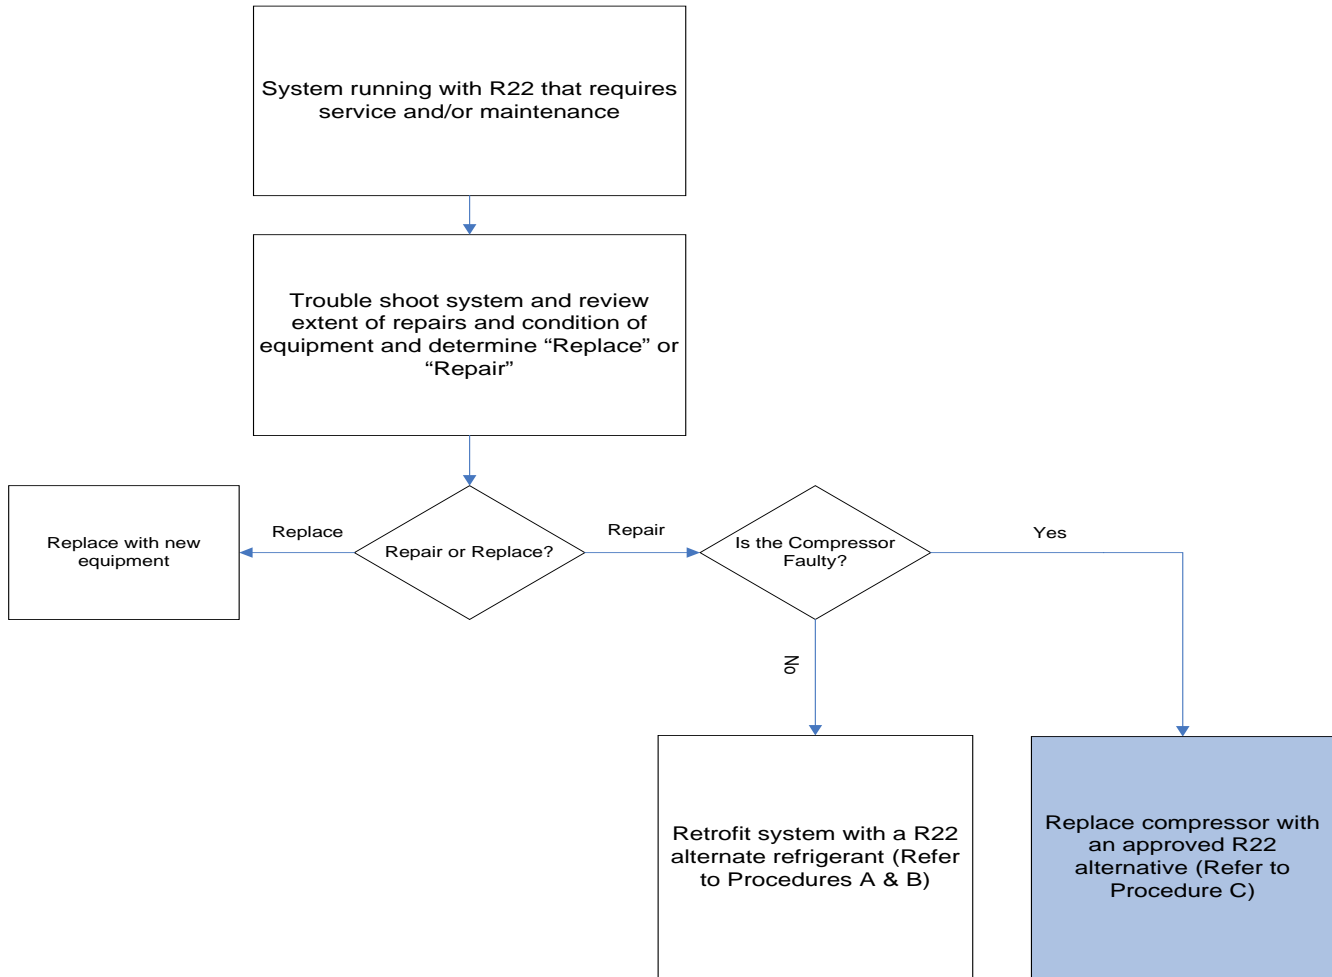 System running with R22 that requires
service and/or maintenance
Trouble shoot system and review
extent of repairs and condition of
equipment and determine “Replace” or
“Repair”
Replace with new
equipment
Replace
Repair or Replace?
Repair
Is the Compressor
Faulty?
Yes
No
Retrofit system with a R22
alternate refrigerant (Refer
to Procedures A & B)
Replace compressor with
an approved R22
alternative (Refer to
Procedure C)